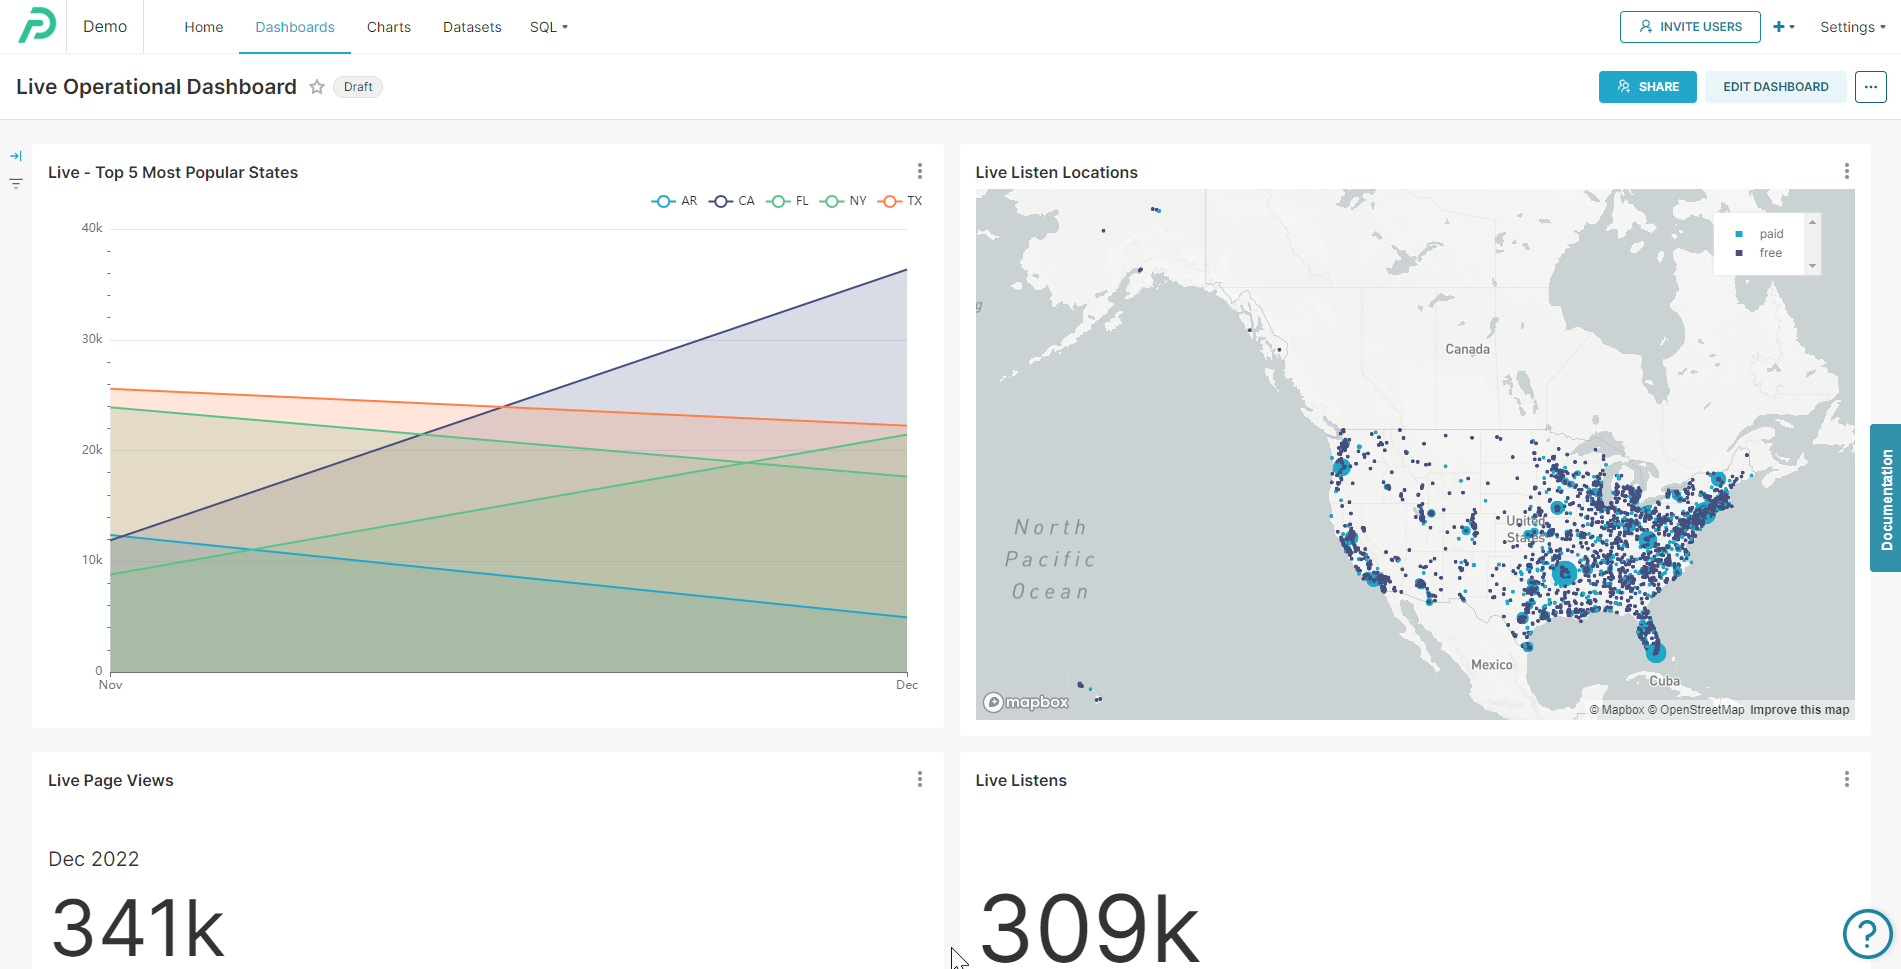 Demo
Home
Dashboards
Charts
Datasets
SQL
INVITE USERS
Settings
Live Operational Dashboard
Draft
SHARE
EDIT DASHBOARD
Live - Top 5 Most Popular States
AR CA FL NY TX
40k
30k
20k
10k
0
Nov
Dec
Live Listen Locations
paid
free
g
Canada
United
States
North
Pacific
Ocean
Mexico
Cuba
mapbox
© Mapbox © OpenStreetMap Improve this map
Documentation
Live Page Views
Dec 2022
341k
Live Listens
309k
?